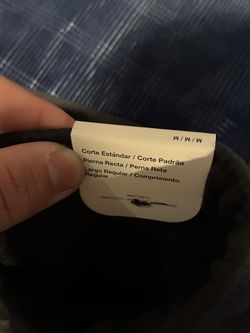 M / M / M
Corte Estándar / Corte Padrão
Pierna Recta / Perna Reta
Largo Regular / Comprimento
Regular